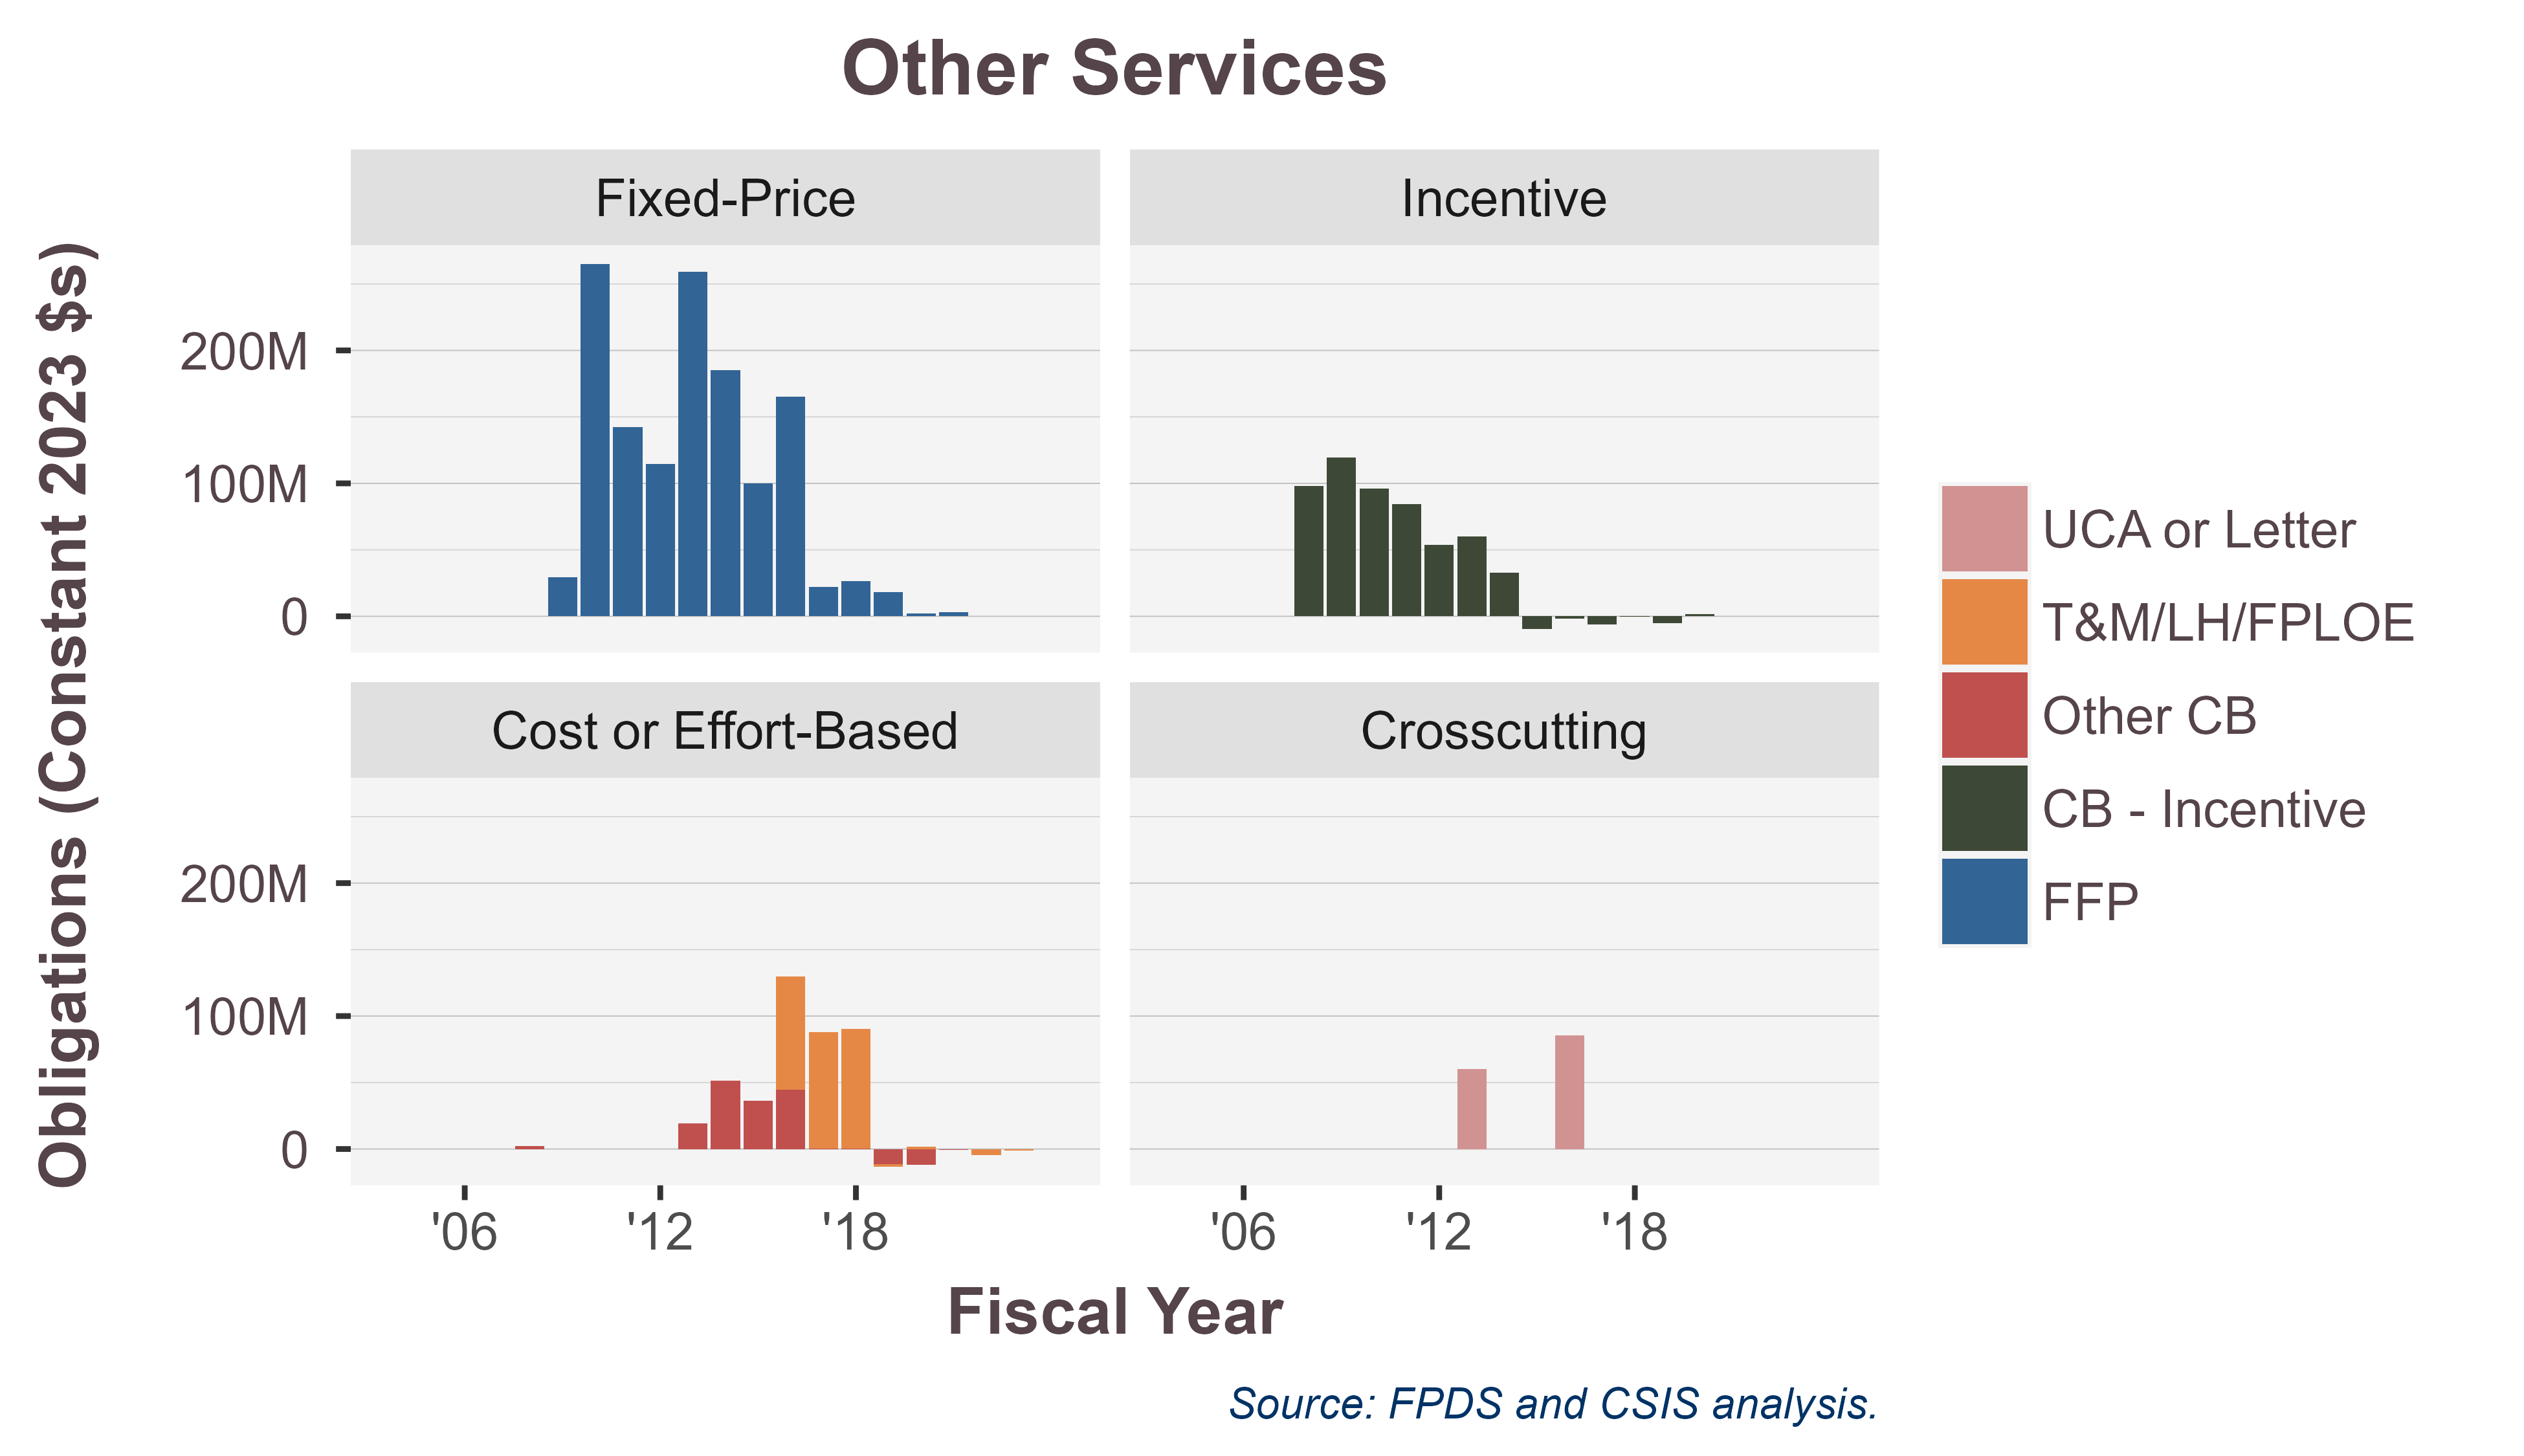 Other Services
Obligations (Constant 2023 $s)
Fixed-Price
Incentive
200M
100M
0
Cost or Effort-Based
Crosscutting
200M
100M
0
'06
'12
'18
'06
'12
'18
Fiscal Year
UCA or Letter
T&M/LH/FPLOE
Other CB
CB - Incentive
FFP
Source: FPDS and CSIS analysis.